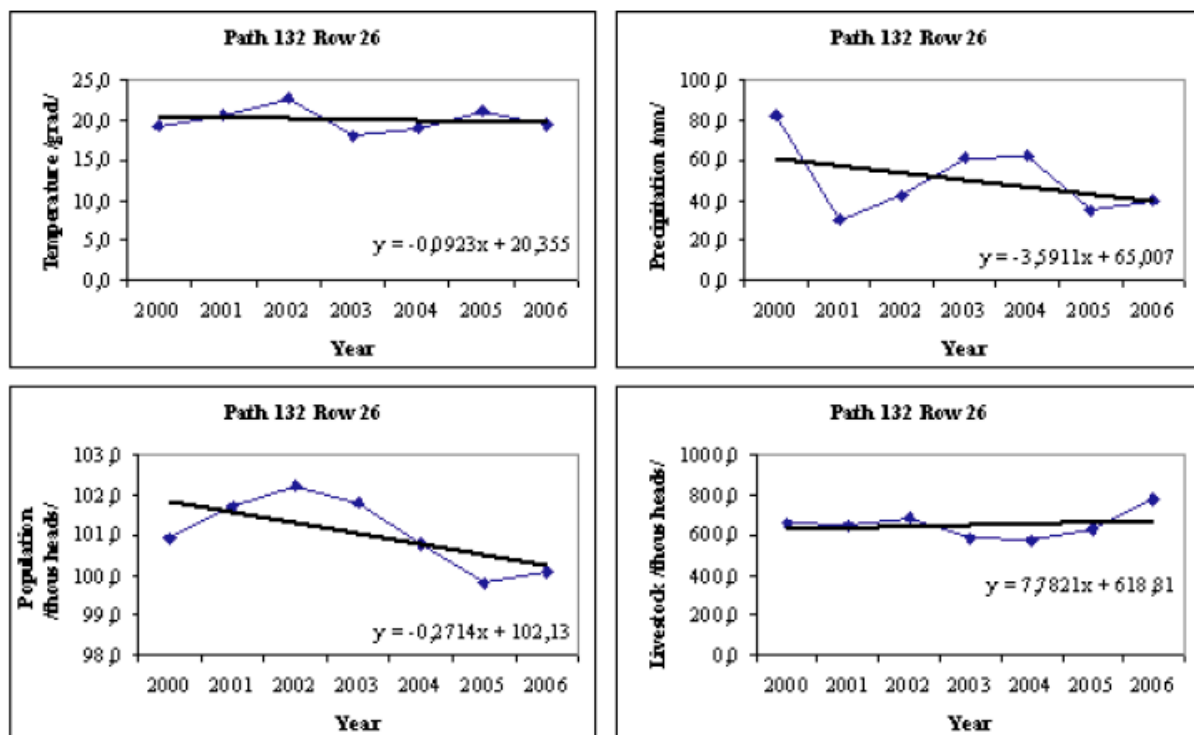 Path 132 Row 26
Temperature /grad/
25,0
20,0
15,0
10,0
5,0
0,0
y = -0,0923x + 20,355
2000 2001 2002 2003 2004 2005 2006
Year
Path 132 Row 26
Precipitation /mm/
100,0
80,0
60,0
40,0
20,0
0,0
y = -3,5911x + 65,007
2000 2001 2002 2003 2004 2005 2006
Year
Path 132 Row 26
Population
/thous heads/
103,0
102,0
101,0
100,0
99,0
98,0
y = -0,2714x + 102,13
2000 2001 2002 2003 2004 2005 2006
Year
Path 132 Row 26
Livestock /thous heads/
1000,0
800,0
600,0
400,0
200,0
0,0
y = 7,7821x + 618,81
2000 2001 2002 2003 2004 2005 2006
Year